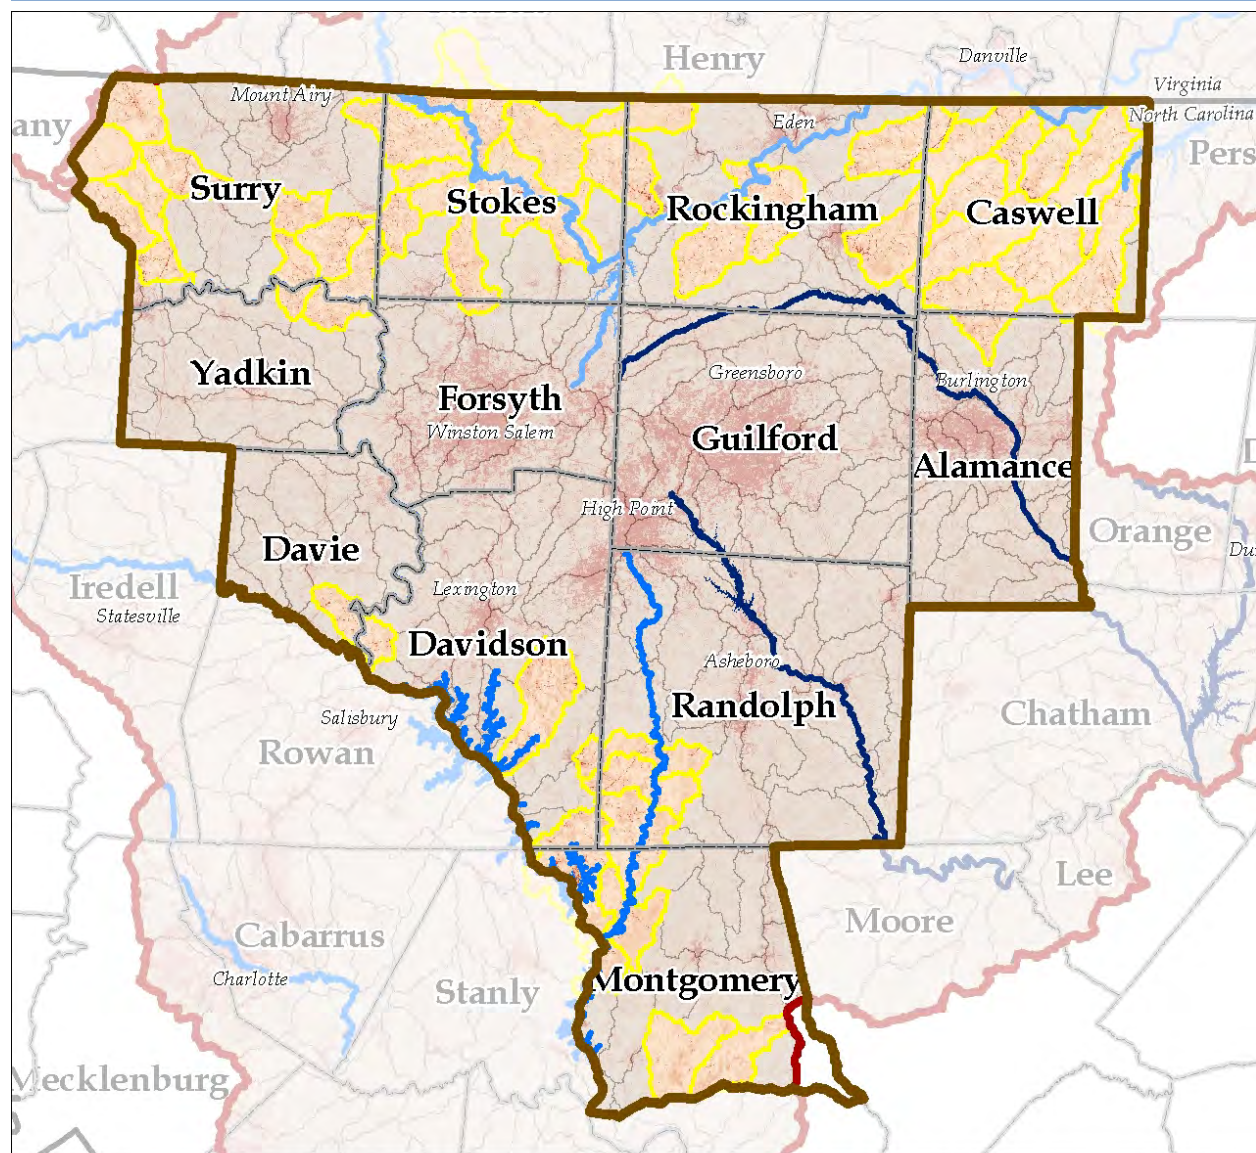 Henry
Danville
Virginia
North Carolina
Mount Airy
Eden
any
Pers
Surry
Stokes
Rockingham
Caswell
Yadkin
Forsyth
Winston Salem
Greensboro
Guilford
Burlington
Alamance
High Point
Orange
Davie
Iredell
Statesville
Lexington
Davidson
Asheboro
Randolph
Salisbury
Rowan
Chatham
Lee
Moore
Cabarrus
Charlotte
Stanly
Montgomery
Mecklenburg